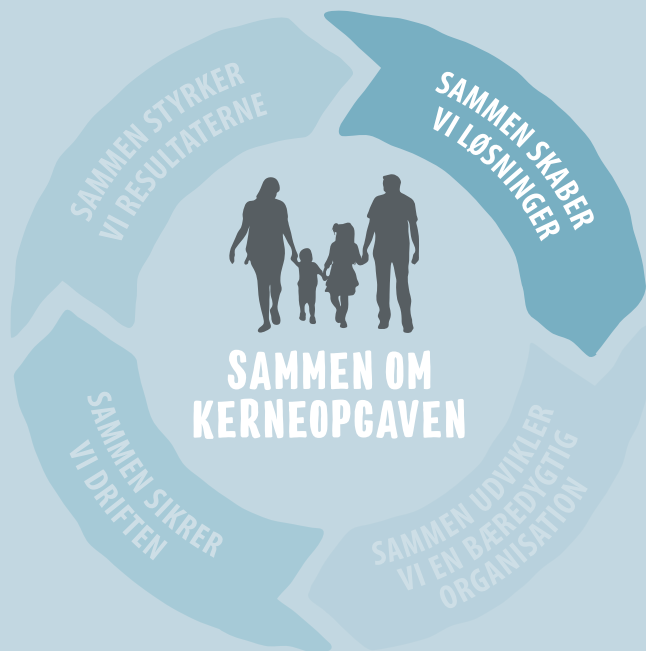 SAMMEN STYRKER
VI RESULTATERNE
SAMMEN SKABER
VI LØSNINGER
SAMMEN OM
KERNEOPGAVEN
SAMMEN SIKRER
VI DRIFTEN
SAMMEN UDVIKLER
VI EN BÆREDYGTIG
ORGANISATION